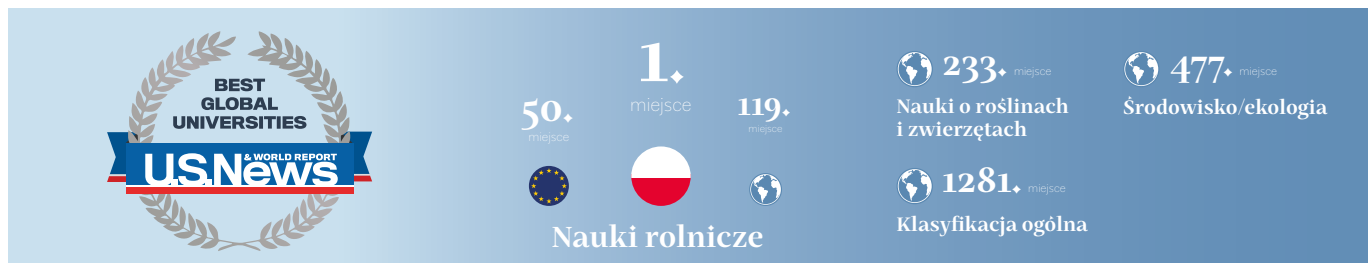 BEST
GLOBAL
UNIVERSITIES
U.S.News
& WORLD REPORT
50.
miejsce
1.
miejsce
119.
miejsce
Nauki rolnicze
233. miejsce
Nauki o roślinach
i zwierzętach
477. miejsce
Środowisko/ekologia
1281. miejsce
Klasyfikacja ogólna